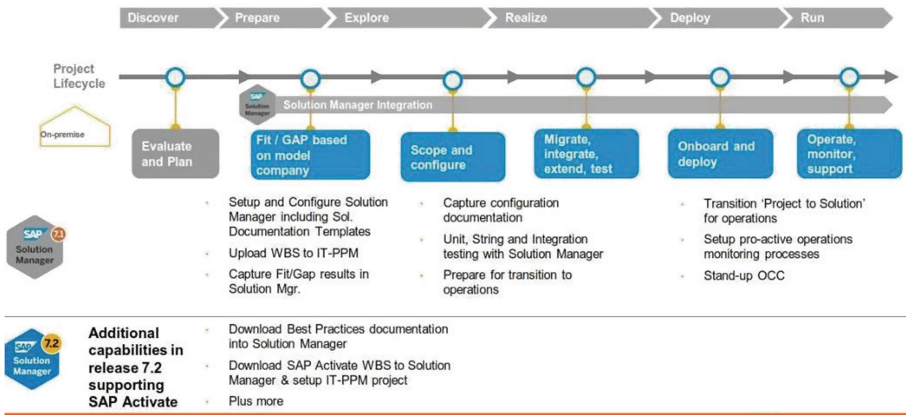 Discover
Prepare
Explore
Realize
Deploy
Run
Project
Lifecycle
SAP
Solution
Manager
Solution Manager Integration
On-premise
Evaluate
and Plan
Fit / GAP based
on model
company
Scope and
configure
Migrate,
integrate,
extend, test
Onboard and
deploy
Operate,
monitor,
support
SAP
7.1
Solution
Manager
Setup and Configure Solution
Manager including Sol.
Documentation Templates
Upload WBS to IT-PPM
Capture Fit/Gap results in
Solution Mgr.
Capture configuration
documentation
Unit, String and Integration
testing with Solution Manager
Prepare for transition to
operations
Transition ‘Project to Solution’
for operations
Setup pro-active operations
monitoring processes
Stand-up OCC
SAP
7.2
Solution
Manager
Additional
capabilities in
release 7.2
supporting
SAP Activate
Download Best Practices documentation
into Solution Manager
Download SAP Activate WBS to Solution
Manager & setup IT-PPM project
Plus more